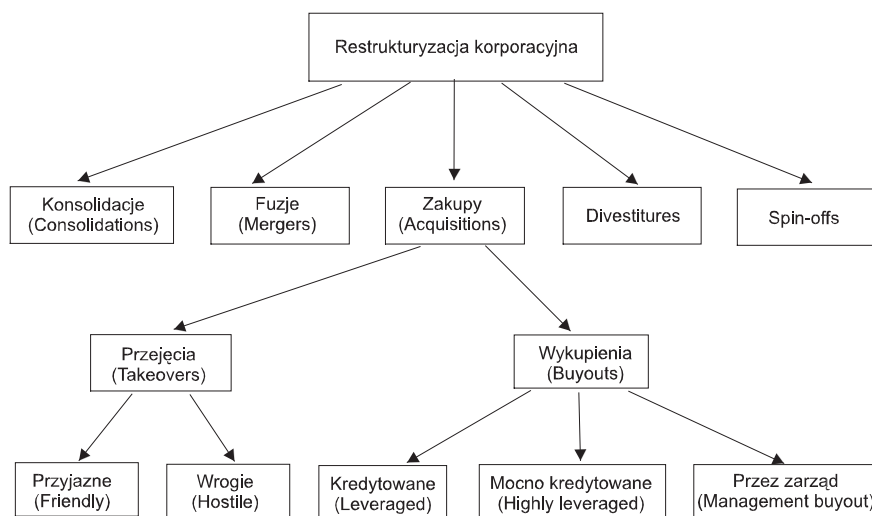 Restrukturyzacja korporacyjna
Konsolidacje
(Consolidations)
Fuzje
(Mergers)
Zakupy
(Acquisitions)
Divestitures
Spin-offs
Przejęcia
(Takeovers)
Wykupienia
(Buyouts)
Przyjazne
(Friendly)
Wrogie
(Hostile)
Kredytowane
(Leveraged)
Mocno kredytowane
(Highly leveraged)
Przez zarząd
(Management buyout)